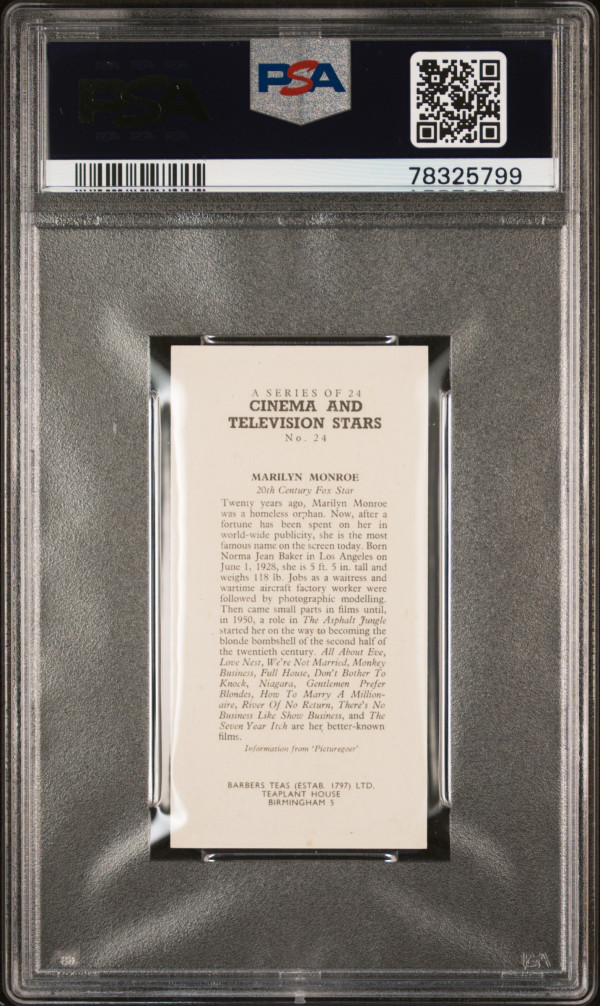 PSA
PSA
78325799
A SERIES OF 24
CINEMA AND
TELEVISION STARS
No. 24
MARILYN MONROE
20th Century Fox Star
Twenty years ago, Marilyn Monroe
was a homeless orphan. Now, after a
fortune has been spent on her in
world-wide publicity, she is the most
famous name on the screen today. Born
Norma Jean Baker in Los Angeles on
June 1, 1928, she is 5 ft. 5 in. tall and
weighs 118 lb. Jobs as a waitress and
wartime aircraft factory worker were
followed by photographic modelling.
Then came small parts in films until,
in 1950, a role in The Asphalt Jungle
started her on the way to becoming the
blonde bombshell of the second half of
the twentieth century. All About Eve,
Love Nest, We're Not Married, Monkey
Business, Full House, Don't Bother To
Knock, Niagara, Gentlemen Prefer
Blondes, How To Marry A Million-
aire, River Of No Return, There's No
Business Like Show Business, and The
Seven Year Itch are her better-known
films.
Information from 'Picturegoer'
BARBERS TEAS (ESTAB. 1797) LTD.
TEAPLANT HOUSE
BIRMINGHAM 5
PSA